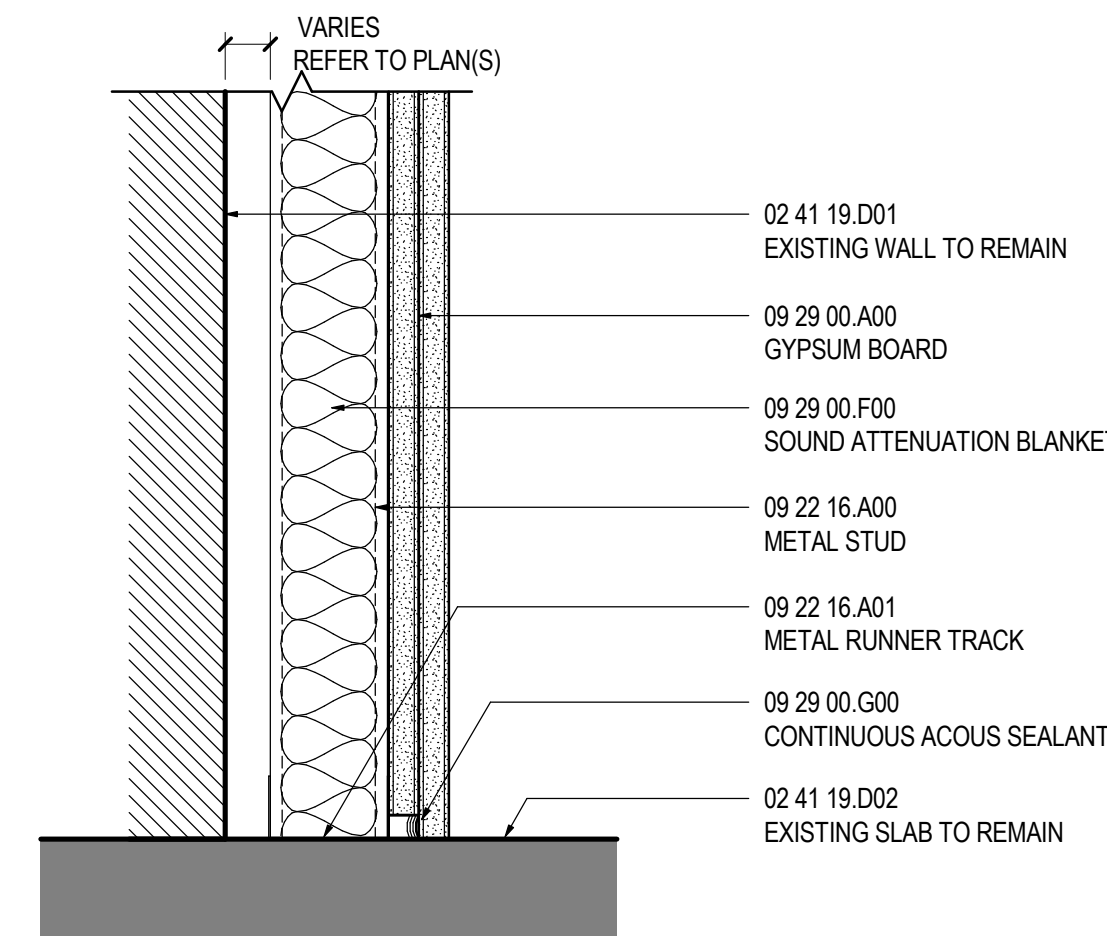 VARIES
REFER TO PLAN(S)
02 41 19.D01
EXISTING WALL TO REMAIN
09 29 00.A00
GYPSUM BOARD
09 29 00.F00
SOUND ATTENUATION BLANKET
09 22 16.A00
METAL STUD
09 22 16.A01
METAL RUNNER TRACK
09 29 00.G00
CONTINUOUS ACOUS SEALANT
02 41 19.D02
EXISTING SLAB TO REMAIN